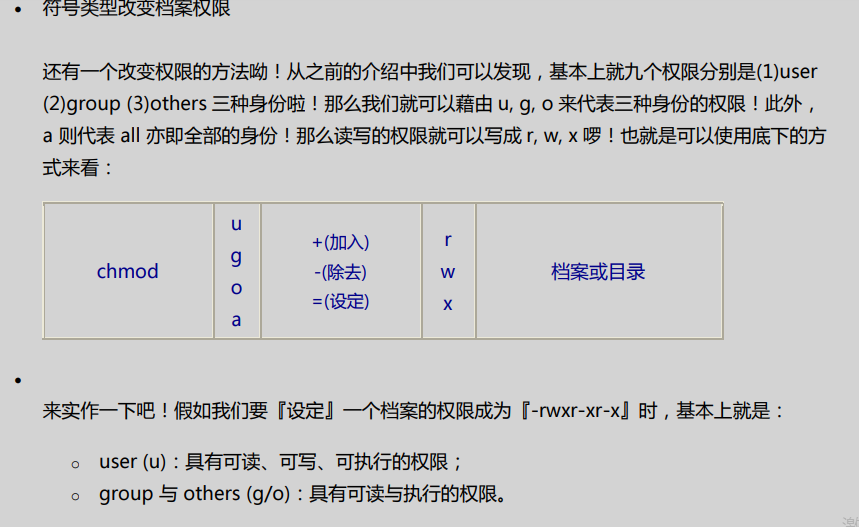 符号类型改变档案权限
还有一个改变权限的方法呦！从之前的介绍中我们可以发现，基本上就九个权限分别是(1)user
(2)group (3)others 三种身份啦！那么我们就可以藉由 u, g, o 来代表三种身份的权限！此外，
a 则代表 all 亦即全部的身份！那么读写的权限就可以写成 r, w, x 啰！也就是可以使用底下的方
式来看：
chmod
u
g
o
a
+(加入)
-(除去)
=(设定)
r
w
x
档案或目录
来实作一下吧！假如我们要『设定』一个档案的权限成为『-rwxr-xr-x』时，基本上就是：
user (u)：具有可读、可写、可执行的权限；
group 与 others (g/o)：具有可读与执行的权限。